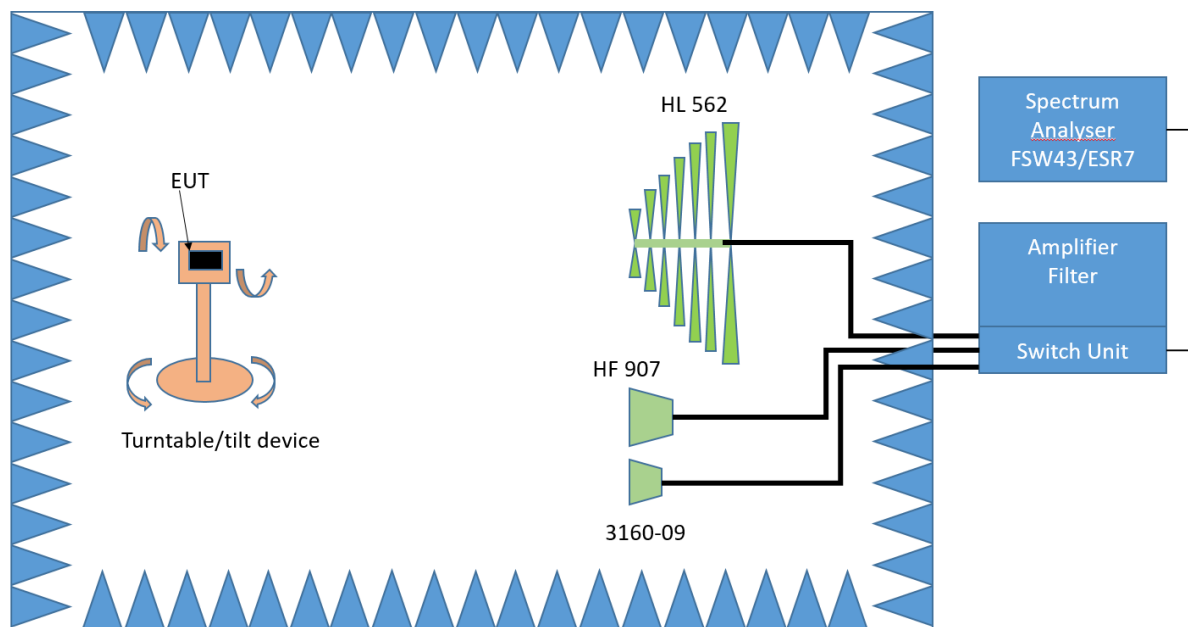 HL 562
Spectrum
Analyser
FSW43/ESR7
EUT
Amplifier
Filter
Switch Unit
HF 907
Turntable/tilt device
3160-09